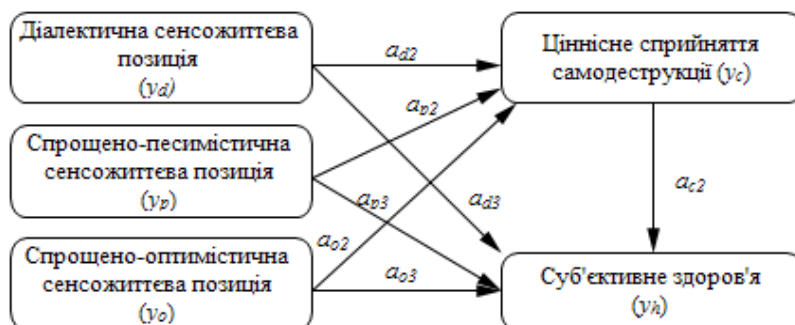 Діалектична сенсожиттєва
позиція
(yd)
Спрощено-песимістична
сенсожиттєва позиція
(yp)
Спрощено-оптимістична
сенсожиттєва позиція
(yo)
ad2
ap2
ao2
ap3
ad3
ao3
Ціннісне сприйняття
самодеструкції (yc)
ac2
Суб'єктивне здоров'я
(yh)